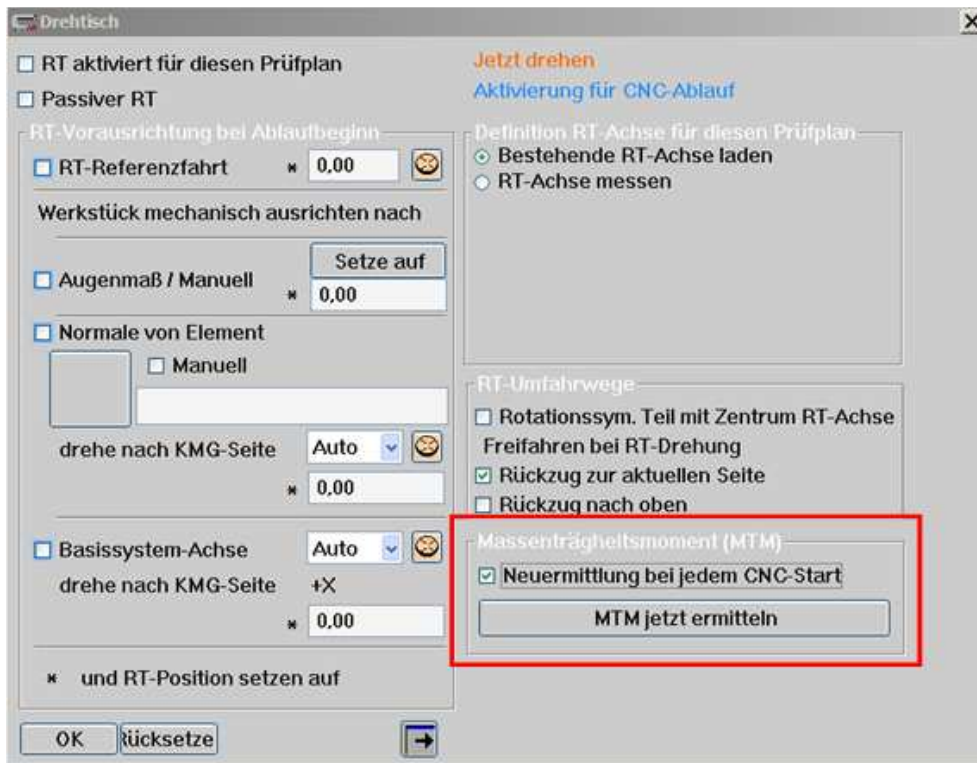 Drehtisch
RT aktiviert für diesen Prüfplan
Passiver RT
Jetzt drehen
Aktivierung für CNC-Ablauf
RT-Vorausrichtung bei Ablaufbeginn
RT-Referenzfahrt * 0,00
Werkstück mechanisch ausrichten nach
Setze auf
Augenmaß / Manuell
* 0,00
Normale von Element
Manuell
drehe nach KMG-Seite Auto
* 0,00
Basissystem-Achse Auto
drehe nach KMG-Seite +X
* 0,00
* und RT-Position setzen auf
Definition RT-Achse für diesen Prüfplan
Bestehende RT-Achse laden
RT-Achse messen
RT-Umfahrwege
Rotationssym. Teil mit Zentrum RT-Achse
Freifahren bei RT-Drehung
Rückzug zur aktuellen Seite
Rückzug nach oben
Massenträgheitsmoment (MTM)
Neuermittlung bei jedem CNC-Start
MTM jetzt ermitteln
OK
Rücksetze